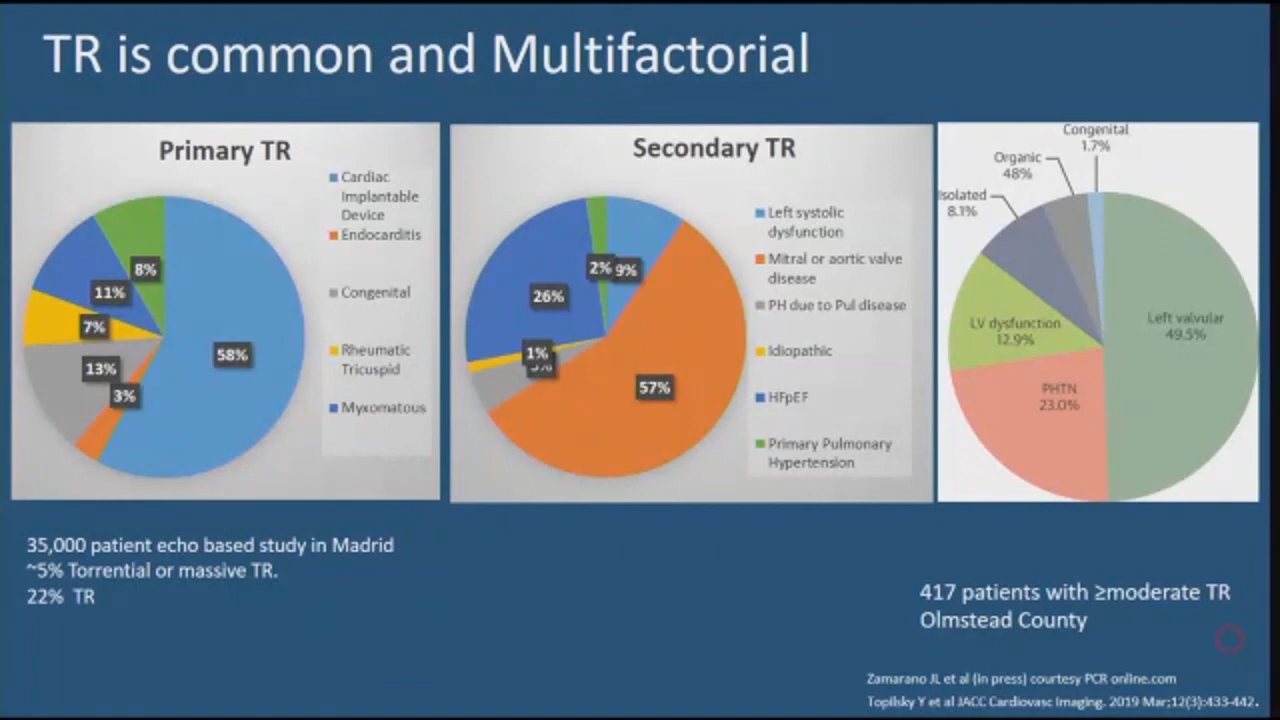 TR is common and Multifactorial
Primary TR
Cardiac
Implantable
Device
Endocarditis
Congenital
Rheumatic
Tricuspid
Myxomatous
8%
11%
7%
13%
3%
58%
Secondary TR
Left systolic
dysfunction
Mitral or aortic valve
disease
PH due to Pul disease
Idiopathic
HFpEF
Primary Pulmonary
Hypertension
2%
9%
26%
1%
57%
Congenital
1.7%
Organic
48%
Isolated
8.1%
LV dysfunction
12.9%
Left valvular
49.5%
PHTN
23.0%
35,000 patient echo based study in Madrid
~5% Torrential or massive TR.
22% TR
417 patients with ≥moderate TR
Olmstead County
Zamarano JL et al (in press) courtesy PCR online.com
Topilsky Y et al JACC Cardiovasc Imaging. 2019 Mar;12(3):433-442.